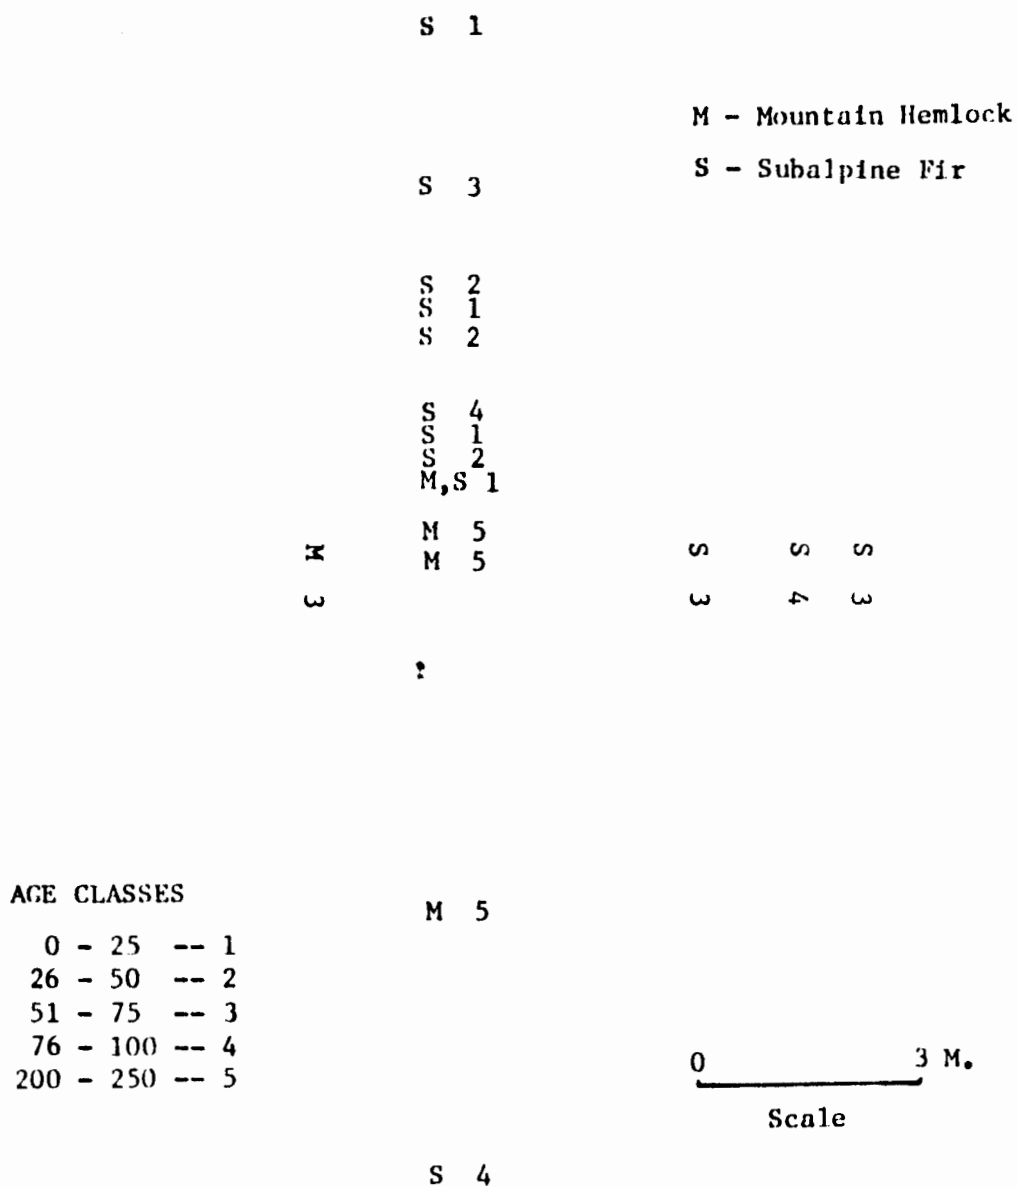 S 1
M - Mountain Hemlock
S - Subalpine Fir
S 3
S 2
S 1
S 2
S 4
S 1
S 2
M,S 1
M 5
M 5
M 3
S 3
S 4
S 3
AGE CLASSES
0 - 25 -- 1
26 - 50 -- 2
51 - 75 -- 3
76 - 100 -- 4
200 - 250 -- 5
M 5
0 3 M.
Scale
S 4